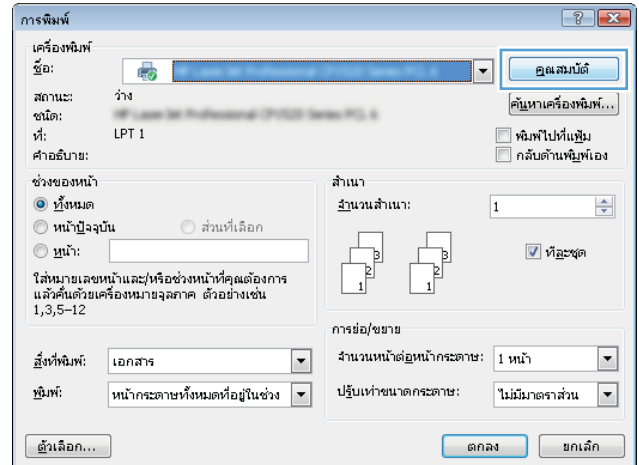 การพิมพ์
เครื่องพิมพ์
ชื่อ:
คุณสมบัติ
สถานะ: ว่าง
ค้นหาเครื่องพิมพ์...
ชนิด:
ที่: LPT 1
พิมพ์ไปที่แฟ้ม
คำอธิบาย:
กลับด้านพิมพ์เอง
ช่วงของหน้า
ทั้งหมด
หน้าปัจจุบัน ส่วนที่เลือก
หน้า:
ใส่หมายเลขหน้าและ/หรือช่วงหน้าที่คุณต้องการ
แล้วคั่นด้วยเครื่องหมายจุลภาค ตัวอย่างเช่น
1,3,5–12
สำเนา
จำนวนสำเนา: 1
3 3
2 2
1 1
ทีละชุด
สิ่งที่พิมพ์: เอกสาร
พิมพ์: หน้ากระดาษทั้งหมดที่อยู่ในช่วง
การย่อ/ขยาย
จำนวนหน้าต่อหน้ากระดาษ: 1 หน้า
ปรับเท่าขนาดกระดาษ: ไม่มีมาตราส่วน
ตัวเลือก...
ตกลง ยกเลิก